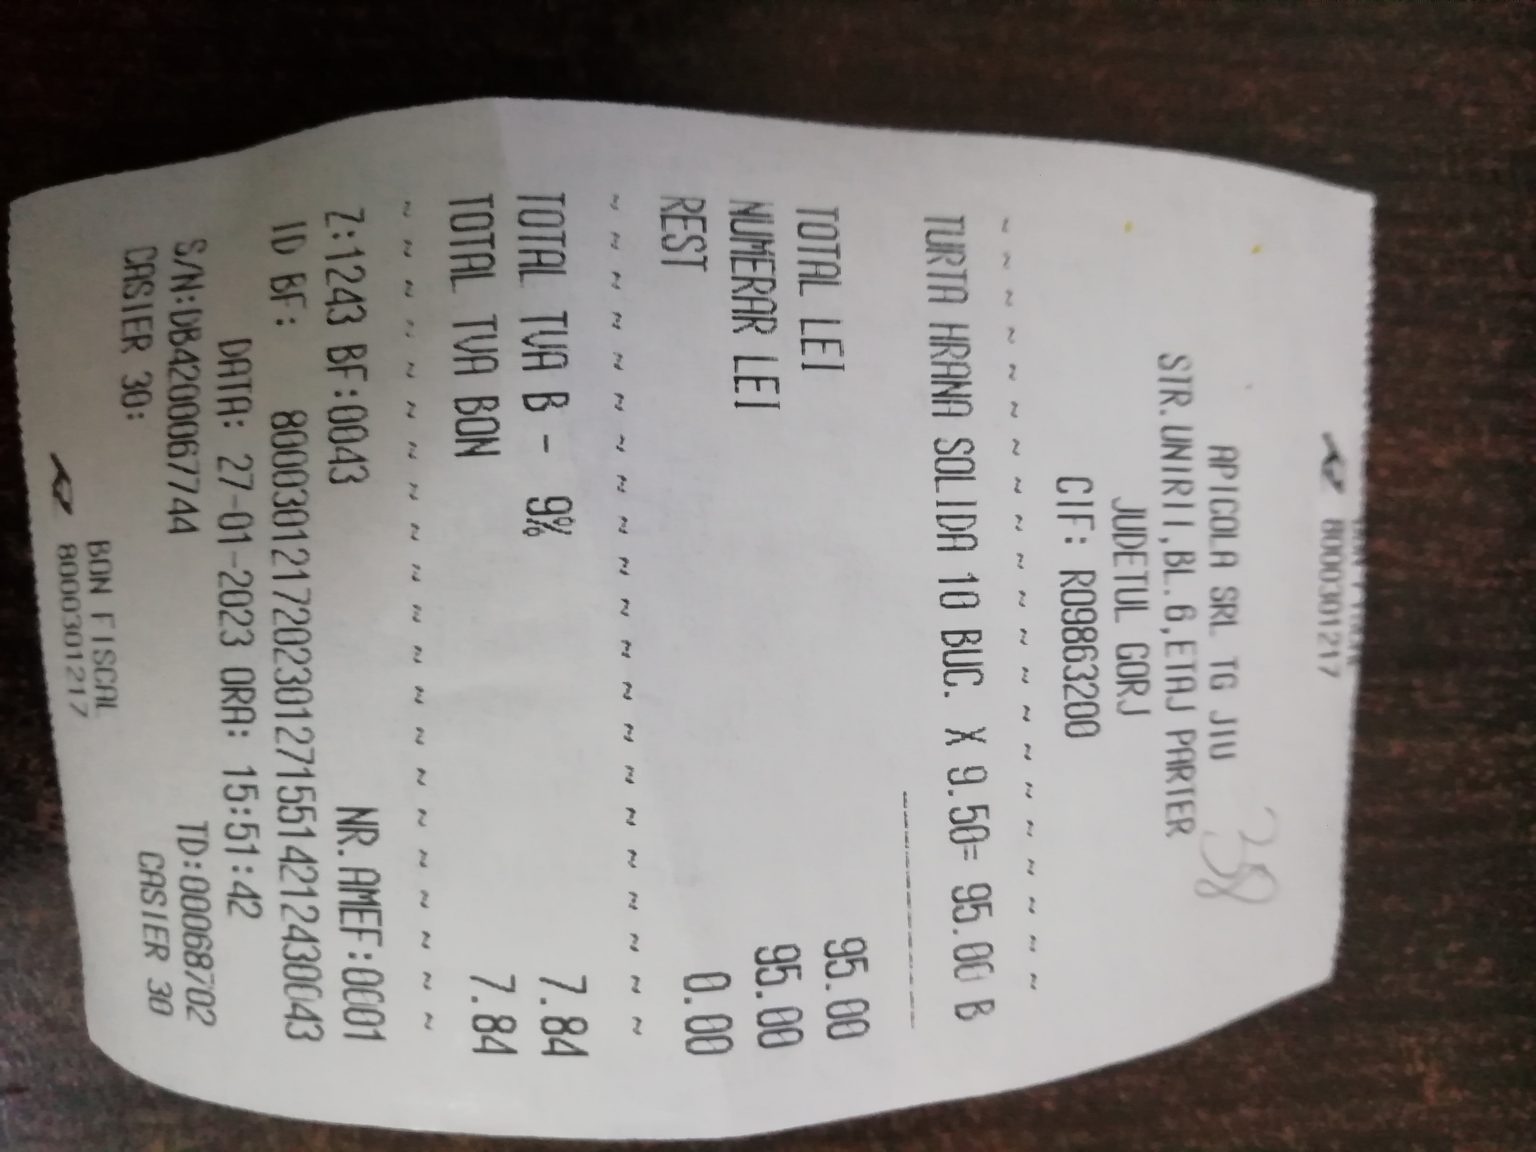 8000301217
APICOLA SRL TG JIU
38
STR.UNIRII,BL.6,ETAJ PARTER
JUDETUL GORJ
CIF: RO9863200
~ ~ ~ ~ ~ ~ ~ ~ ~ ~ ~ ~ ~ ~ ~ ~
TURTA HRANA SOLIDA 10 BUC. X 9.50= 95.00 B
TOTAL LEI 95.00
NUMERAR LEI 95.00
REST 0.00
~ ~ ~ ~ ~ ~ ~ ~ ~ ~ ~ ~ ~ ~ ~ ~
TOTAL TVA B - 9% 7.84
TOTAL TVA BON 7.84
~ ~ ~ ~ ~ ~ ~ ~ ~ ~ ~ ~ ~ ~ ~ ~
Z:1243 BF:0043 NR.AMEF:0001
ID BF: 80003012172023012715514212430043
DATA: 27-01-2023 ORA: 15:51:42
S/N:DB4200067744 TD:00068702
CASIER 30: CASIER 30
BON FISCAL
8000301217